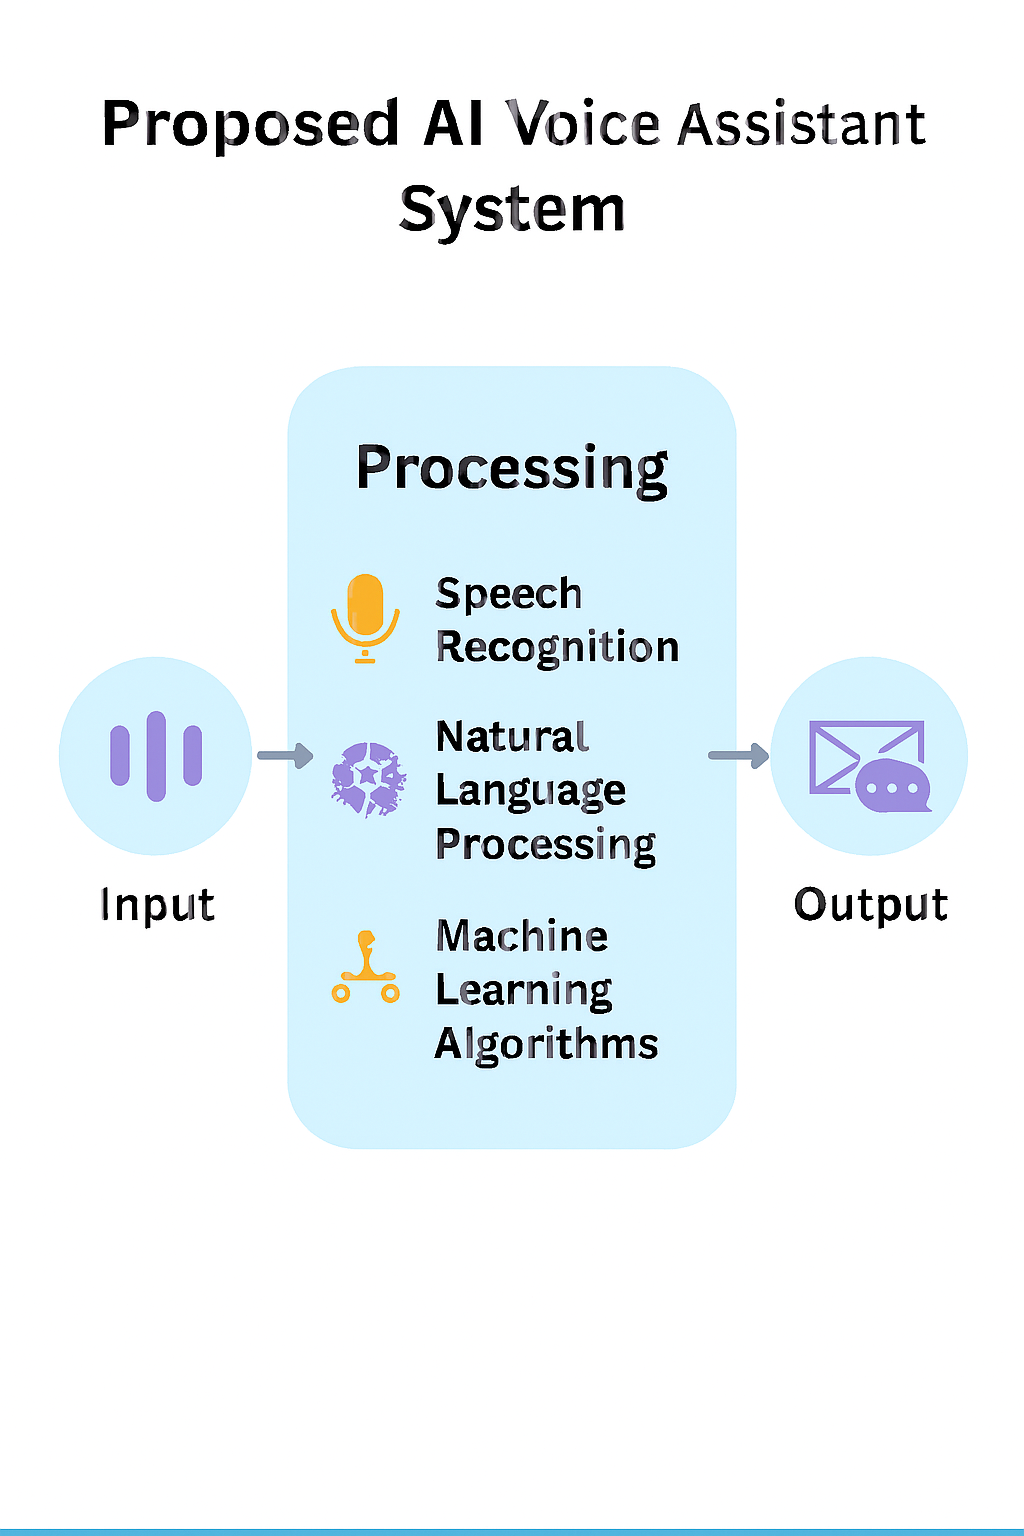 Proposed AI Voice Assistant
System
Processing
Speech
Recognition
Natural
Language
Processing
Machine
Learning
Algorithms
Input
Output